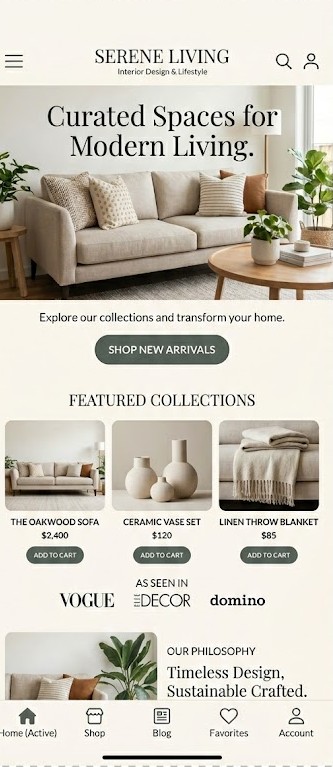 SERENE LIVING
Interior Design & Lifestyle
Curated Spaces for
Modern Living.
Explore our collections and transform your home.
SHOP NEW ARRIVALS
FEATURED COLLECTIONS
THE OAKWOOD SOFA
$2,400
ADD TO CART
CERAMIC VASE SET
$120
ADD TO CART
LINEN THROW BLANKET
$85
ADD TO CART
AS SEEN IN
VOGUE
DECOR
domino
OUR PHILOSOPHY
Timeless Design,
Sustainable Crafted.
Home (Active)
Shop
Blog
Favorites
Account